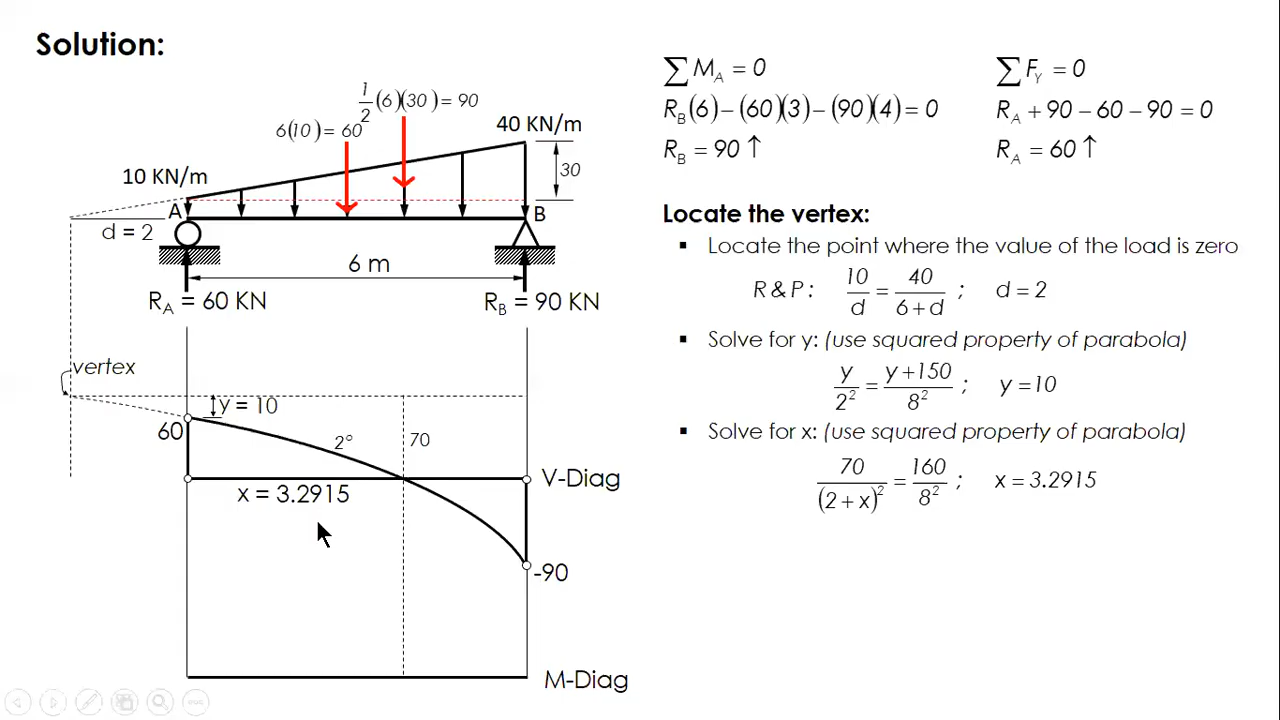 Solution:
1/2 (6)(30) = 90
6(10) = 60
40 KN/m
10 KN/m
30
A
B
d = 2
6 m
R_A = 60 KN
R_B = 90 KN
vertex
y = 10
60
2°
70
V-Diag
x = 3.2915
-90
M-Diag
∑M_A = 0
R_B(6) − (60)(3) − (90)(4) = 0
R_B = 90 ↑
∑F_Y = 0
R_A + 90 − 60 − 90 = 0
R_A = 60 ↑
Locate the vertex:
▪ Locate the point where the value of the load is zero
R & P : 10/d = 40/(6 + d) ; d = 2
▪ Solve for y: (use squared property of parabola)
y/2² = (y + 150)/8² ; y = 10
▪ Solve for x: (use squared property of parabola)
70/(2 + x)² = 160/8² ; x = 3.2915